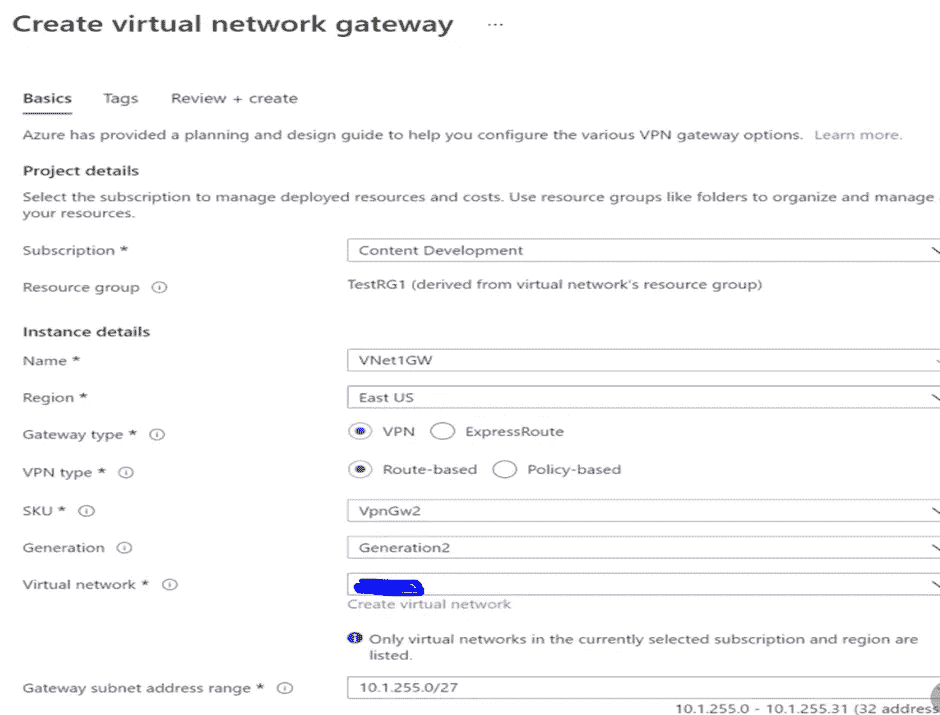 Create virtual network gateway ...
Basics Tags Review + create
Azure has provided a planning and design guide to help you configure the various VPN gateway options. Learn more.
Project details
Select the subscription to manage deployed resources and costs. Use resource groups like folders to organize and manage
your resources.
Subscription * Content Development
Resource group TestRG1 (derived from virtual network's resource group)
Instance details
Name * VNet1GW
Region * East US
Gateway type * VPN ExpressRoute
VPN type * Route-based Policy-based
SKU * VpnGw2
Generation Generation2
Virtual network *
Create virtual network
Only virtual networks in the currently selected subscription and region are
listed.
Gateway subnet address range * 10.1.255.0/27
10.1.255.0 - 10.1.255.31 (32 address